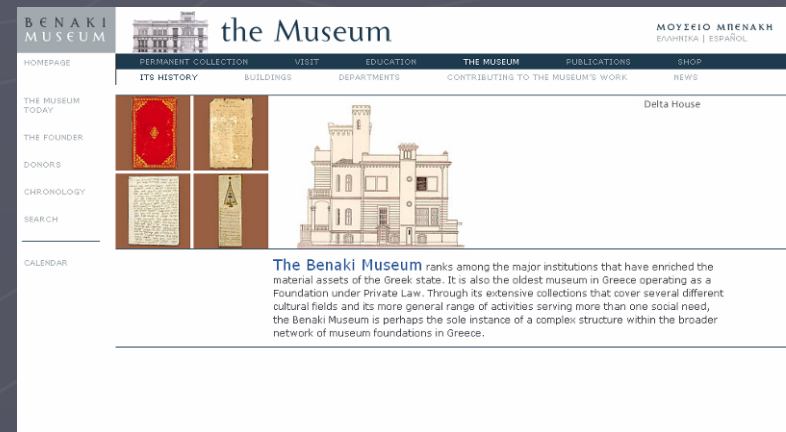 BENAKI
MUSEUM
the Museum
ΜΟΥΣΕΙΟ ΜΠΕΝΑΚΗ
ΕΛΛΗΝΙΚΑ | ESPAÑOL
HOMEPAGE
PERMANENT COLLECTION VISIT EDUCATION THE MUSEUM PUBLICATIONS SHOP
ITS HISTORY BUILDINGS DEPARTMENTS CONTRIBUTING TO THE MUSEUM'S WORK NEWS
THE MUSEUM
TODAY
THE FOUNDER
DONORS
CHRONOLOGY
SEARCH
CALENDAR
Delta House
The Benaki Museum ranks among the major institutions that have enriched the
material assets of the Greek state. It is also the oldest museum in Greece operating as a
Foundation under Private Law. Through its extensive collections that cover several different
cultural fields and its more general range of activities serving more than one social need,
the Benaki Museum is perhaps the sole instance of a complex structure within the broader
network of museum foundations in Greece.